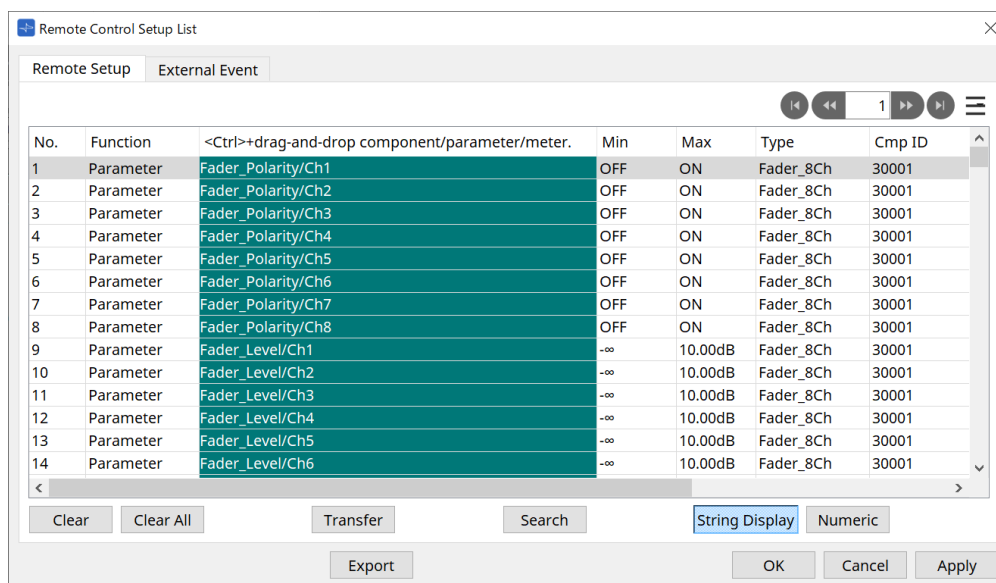 Remote Control Setup List
Remote Setup External Event
1
No. Function <Ctrl>+drag-and-drop component/parameter/meter. Min Max Type Cmp ID
1 Parameter Fader_Polarity/Ch1 OFF ON Fader_8Ch 30001
2 Parameter Fader_Polarity/Ch2 OFF ON Fader_8Ch 30001
3 Parameter Fader_Polarity/Ch3 OFF ON Fader_8Ch 30001
4 Parameter Fader_Polarity/Ch4 OFF ON Fader_8Ch 30001
5 Parameter Fader_Polarity/Ch5 OFF ON Fader_8Ch 30001
6 Parameter Fader_Polarity/Ch6 OFF ON Fader_8Ch 30001
7 Parameter Fader_Polarity/Ch7 OFF ON Fader_8Ch 30001
8 Parameter Fader_Polarity/Ch8 OFF ON Fader_8Ch 30001
9 Parameter Fader_Level/Ch1 -∞ 10.00dB Fader_8Ch 30001
10 Parameter Fader_Level/Ch2 -∞ 10.00dB Fader_8Ch 30001
11 Parameter Fader_Level/Ch3 -∞ 10.00dB Fader_8Ch 30001
12 Parameter Fader_Level/Ch4 -∞ 10.00dB Fader_8Ch 30001
13 Parameter Fader_Level/Ch5 -∞ 10.00dB Fader_8Ch 30001
14 Parameter Fader_Level/Ch6 -∞ 10.00dB Fader_8Ch 30001
Clear Clear All Transfer Search String Display Numeric
Export OK Cancel Apply